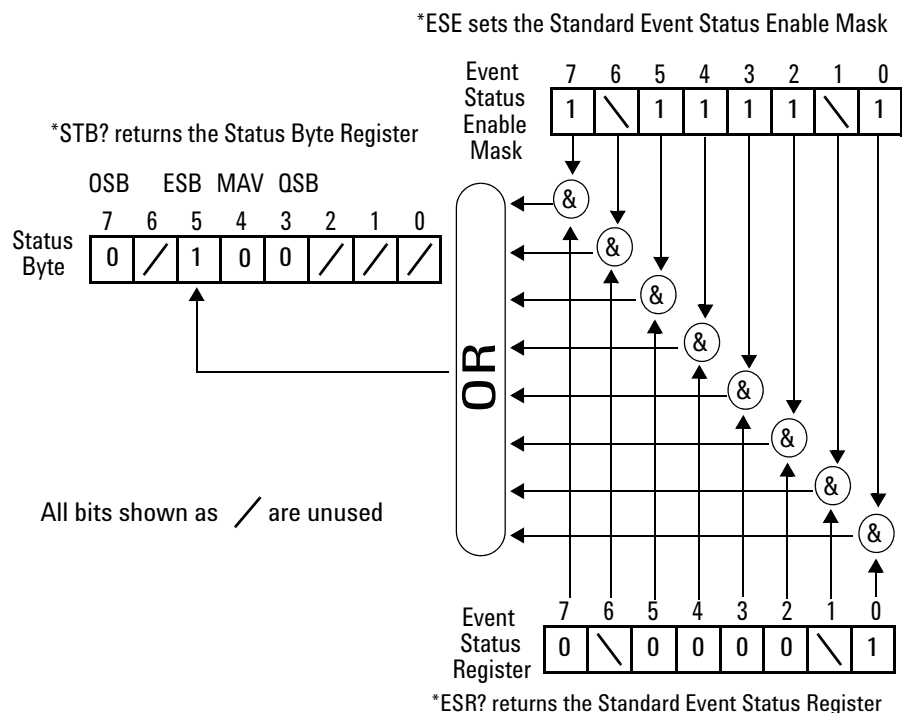 *ESE sets the Standard Event Status Enable Mask
Event
Status
Enable
Mask
7 6 5 4 3 2 1 0
1 \ 1 1 1 1 \ 1
*STB? returns the Status Byte Register
OSB ESB MAV QSB
7 6 5 4 3 2 1 0
Status
Byte
0 / 1 0 0 / / /
&
&
&
&
&
&
&
&
OR
All bits shown as / are unused
7 6 5 4 3 2 1 0
Event
Status
Register
0 \ 0 0 0 0 \ 1
*ESR? returns the Standard Event Status Register